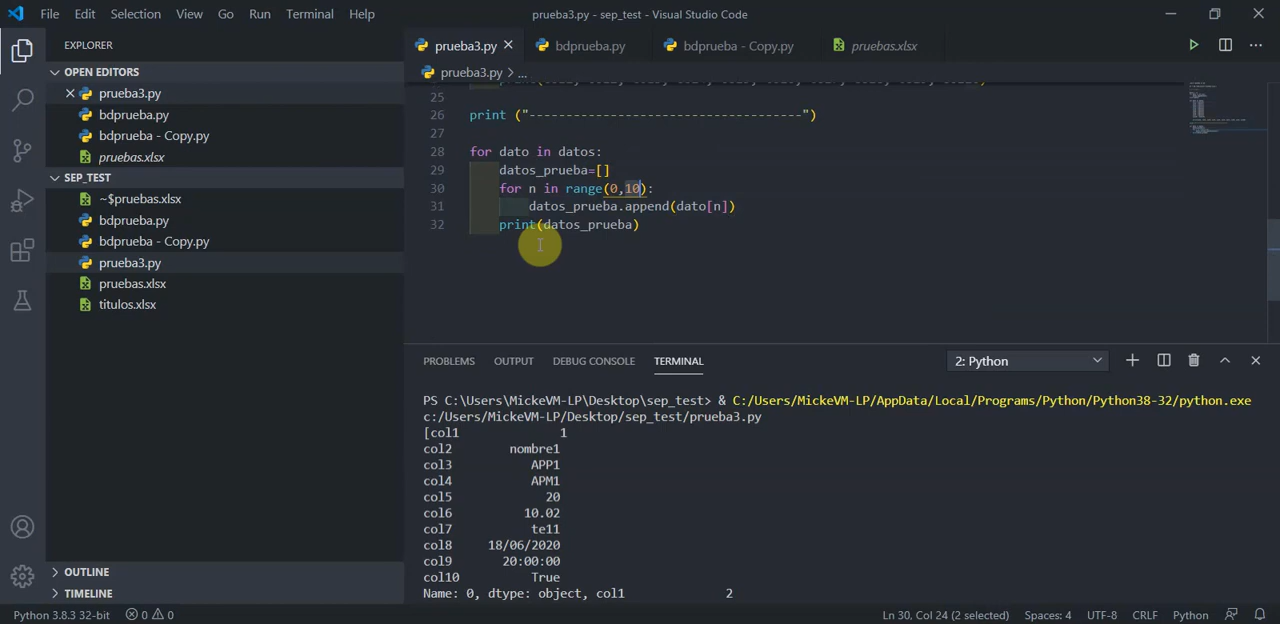 File Edit Selection View Go Run Terminal Help
prueba3.py - sep_test - Visual Studio Code
EXPLORER
OPEN EDITORS
prueba3.py
bdprueba.py
bdprueba - Copy.py
pruebas.xlsx
SEP_TEST
~$pruebas.xlsx
bdprueba.py
bdprueba - Copy.py
prueba3.py
pruebas.xlsx
titulos.xlsx
OUTLINE
TIMELINE
prueba3.py bdprueba.py bdprueba - Copy.py pruebas.xlsx
prueba3.py > ...
25
26 print ("------------------------------------")
27
28 for dato in datos:
29 datos_prueba=[]
30 for n in range(0,10):
31 datos_prueba.append(dato[n])
32 print(datos_prueba)
PROBLEMS OUTPUT DEBUG CONSOLE TERMINAL
2: Python
PS C:\Users\MickeVM-LP\Desktop\sep_test> & C:/Users/MickeVM-LP/AppData/Local/Programs/Python/Python38-32/python.exe
c:/Users/MickeVM-LP/Desktop/sep_test/prueba3.py
[col1 1
col2 nombre1
col3 APP1
col4 APM1
col5 20
col6 10.02
col7 te11
col8 18/06/2020
col9 20:00:00
col10 True
Name: 0, dtype: object, col1 2
Python 3.8.3 32-bit 0 0
Ln 30, Col 24 (2 selected) Spaces: 4 UTF-8 CRLF Python